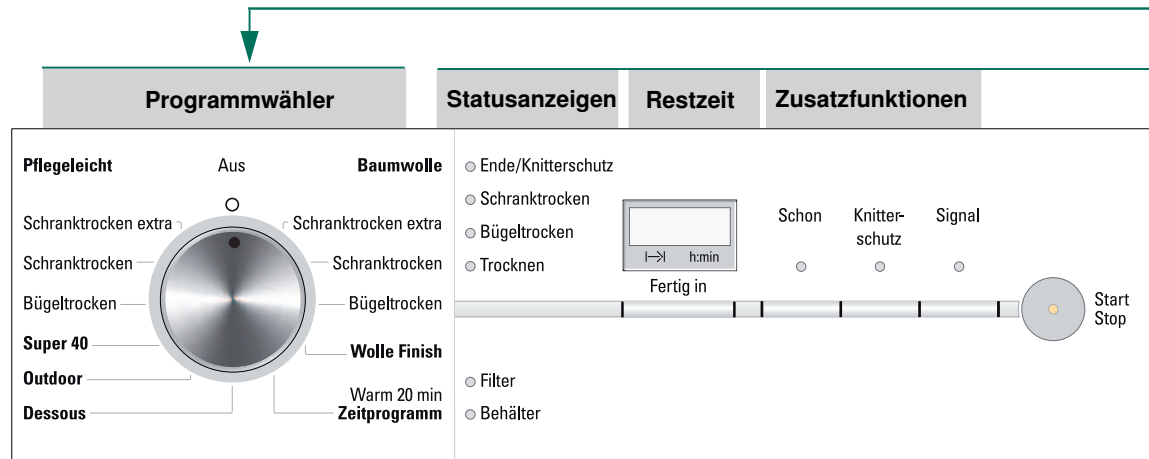 Programmwähler
Statusanzeigen
Restzeit
Zusatzfunktionen
Pflegeleicht
Aus
Baumwolle
Schranktrocken extra
Schranktrocken
Bügeltrocken
Super 40
Outdoor
Dessous
Schranktrocken extra
Schranktrocken
Bügeltrocken
Wolle Finish
Warm 20 min
Zeitprogramm
Ende/Knitterschutz
Schranktrocken
Bügeltrocken
Trocknen
Filter
Behälter
h:min
Fertig in
Schon
Knitter-
schutz
Signal
Start
Stop